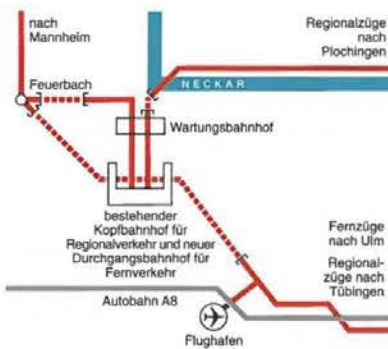 nach
Mannheim
Regionalzüge
nach
Plochingen
Feuerbach
NECKAR
Wartungsbahnhof
bestehender
Kopfbahnhof für
Regionalverkehr und neuer
Durchgangsbahnhof für
Fernverkehr
Fernzüge
nach Ulm
Regional-
züge nach
Tübingen
Autobahn A8
Flughafen